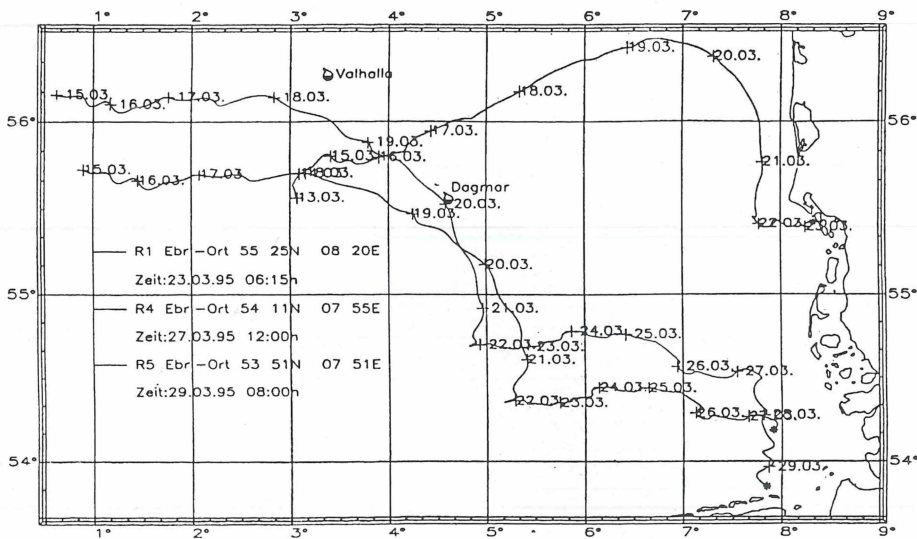 1° 2° 3° 4° 5° 6° 7° 8° 9°
19.03.
20.03.
Valhalla
15.03. 16.03. 17.03. 18.03.
18.03.
56° 56°
17.03.
19.03.
15.03. 16.03.
21.03.
15.03. 16.03. 17.03.
13.03.
Dagmar
20.03.
19.03.
22.03. 23.03.
R1 Ebr-Ort 55 25N 08 20E
Zeit:23.03.95 06:15h
20.03.
55° 55°
R4 Ebr-Ort 54 11N 07 55E
Zeit:27.03.95 12:00h
21.03.
24.03. 25.03.
22.03. 23.03.
21.03.
R5 Ebr-Ort 53 51N 07 51E
Zeit:29.03.95 08:00h
26.03. 27.03.
24.03. 25.03.
22.03. 23.03.
26.03. 27. 28.03.
54° 54°
29.03.
1° 2° 3° 4° 5° 6° 7° 8° 9°